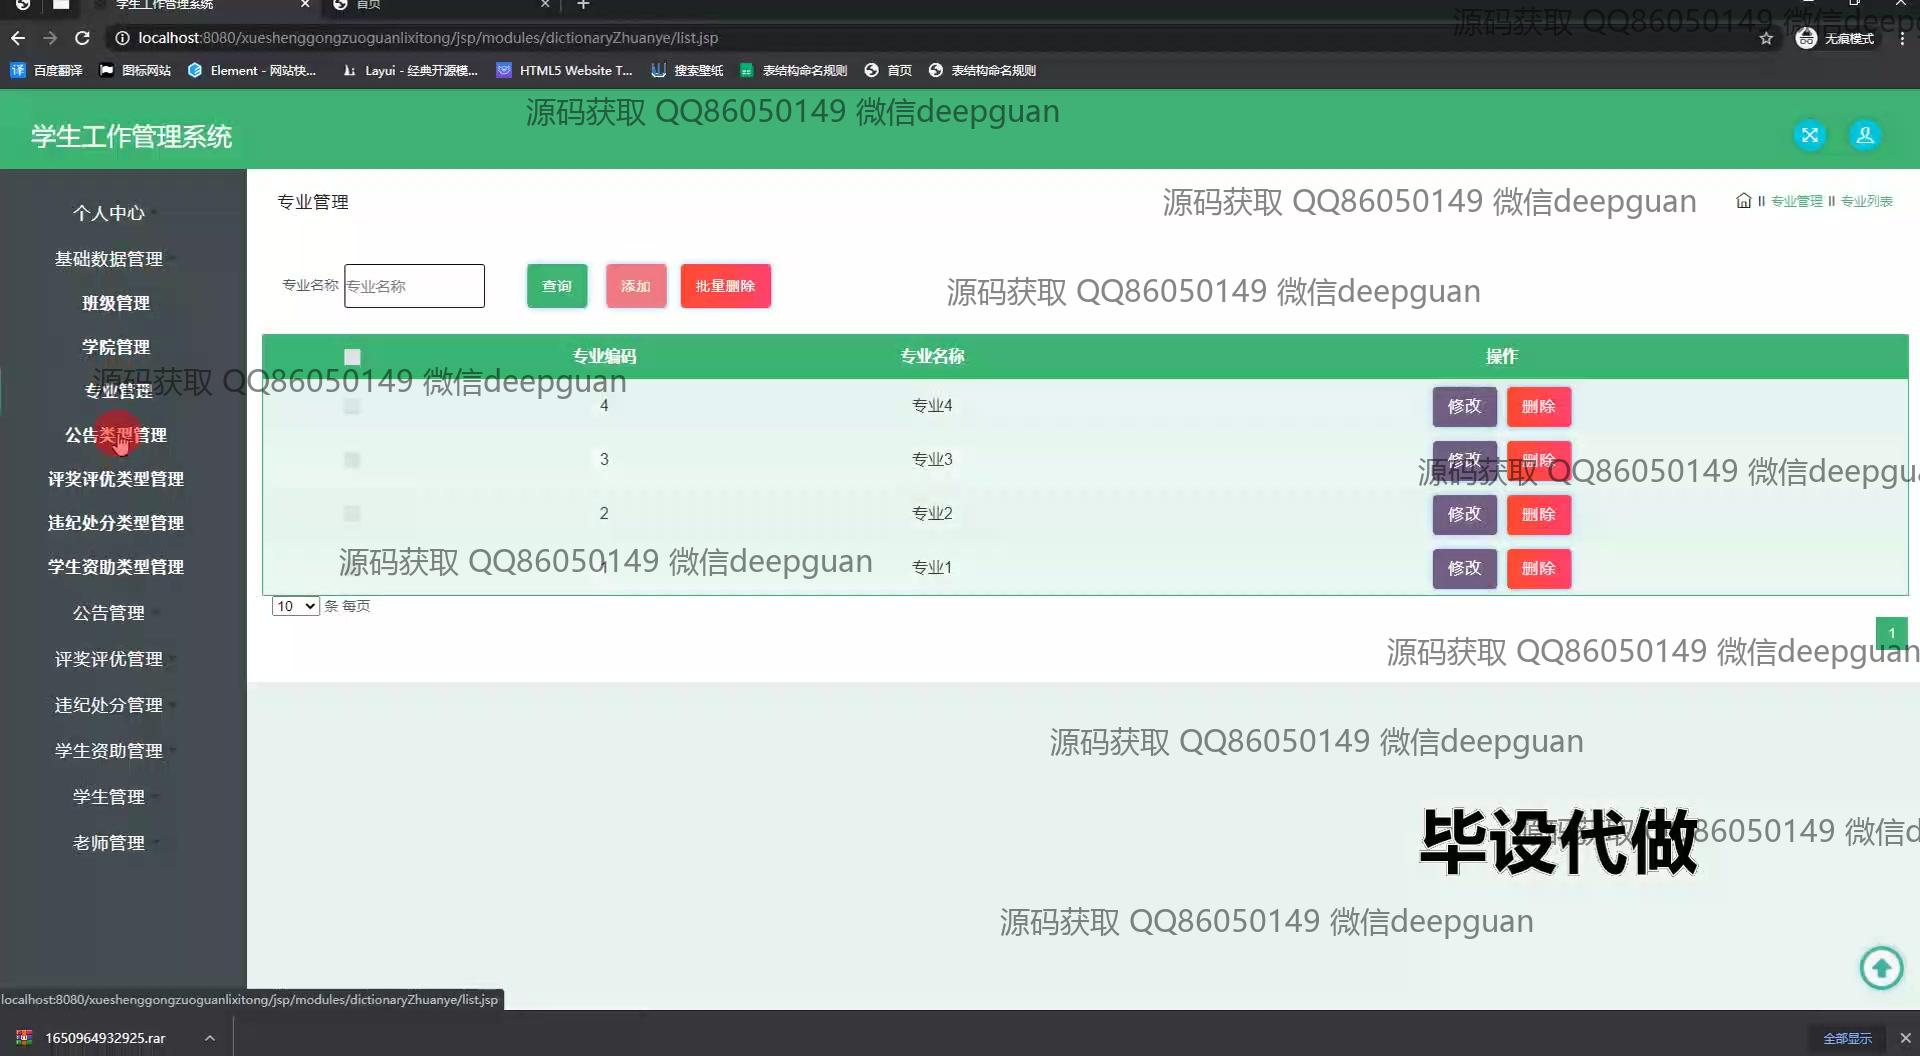 学生工作管理系统
首页
localhost:8080/xueshenggongzuoguanlixitong/jsp/modules/dictionaryZhuanye/list.jsp
无痕模式
百度翻译
图标网站
Element - 网站快...
Layui - 经典开源模...
HTML5 Website T...
搜索壁纸
表结构命名规则
首页
表结构命名规则
源码获取 QQ86050149 微信deep
源码获取 QQ86050149 微信deepguan
学生工作管理系统
个人中心
基础数据管理
班级管理
学院管理
专业管理
公告类型管理
评奖评优类型管理
违纪处分类型管理
学生资助类型管理
公告管理
评奖评优管理
违纪处分管理
学生资助管理
学生管理
老师管理
专业管理
源码获取 QQ86050149 微信deepguan
专业管理 II 专业列表
专业名称 专业名称 查询 添加 批量删除
源码获取 QQ86050149 微信deepguan
专业编码 专业名称 操作
源码获取 QQ86050149 微信deepguan
4 专业4 修改 删除
3 专业3 修改 删除
源码获取 QQ86050149 微信deepgu
2 专业2 修改 删除
源码获取 QQ86050149 微信deepguan
1 专业1 修改 删除
10 条 每页
1
源码获取 QQ86050149 微信deepguan
源码获取 QQ86050149 微信deepguan
毕设代做
源码获取 QQ86050149 微信d
源码获取 QQ86050149 微信deepguan
localhost:8080/xueshenggongzuoguanlixitong/jsp/modules/dictionaryZhuanye/list.jsp
1650964932925.rar
全部显示